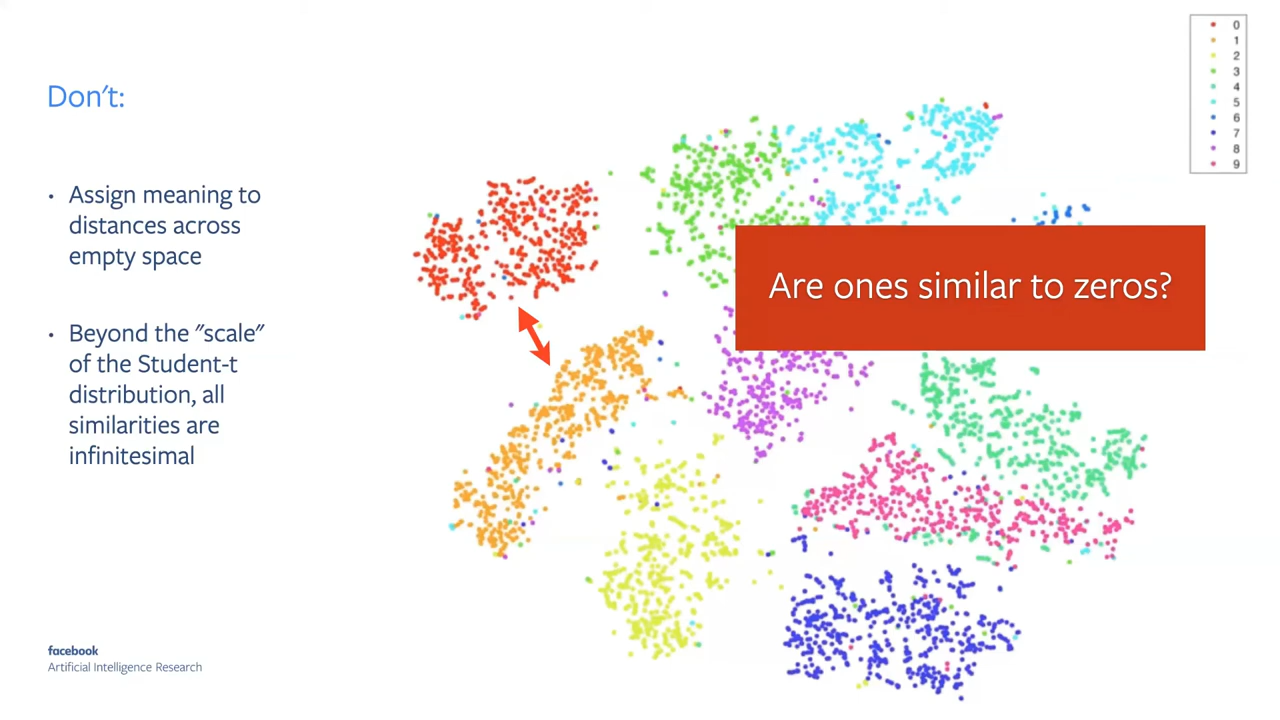 Don't:
• Assign meaning to
distances across
empty space
• Beyond the "scale"
of the Student-t
distribution, all
similarities are
infinitesimal
Are ones similar to zeros?
0
1
2
3
4
5
6
7
8
9
facebook
Artificial Intelligence Research